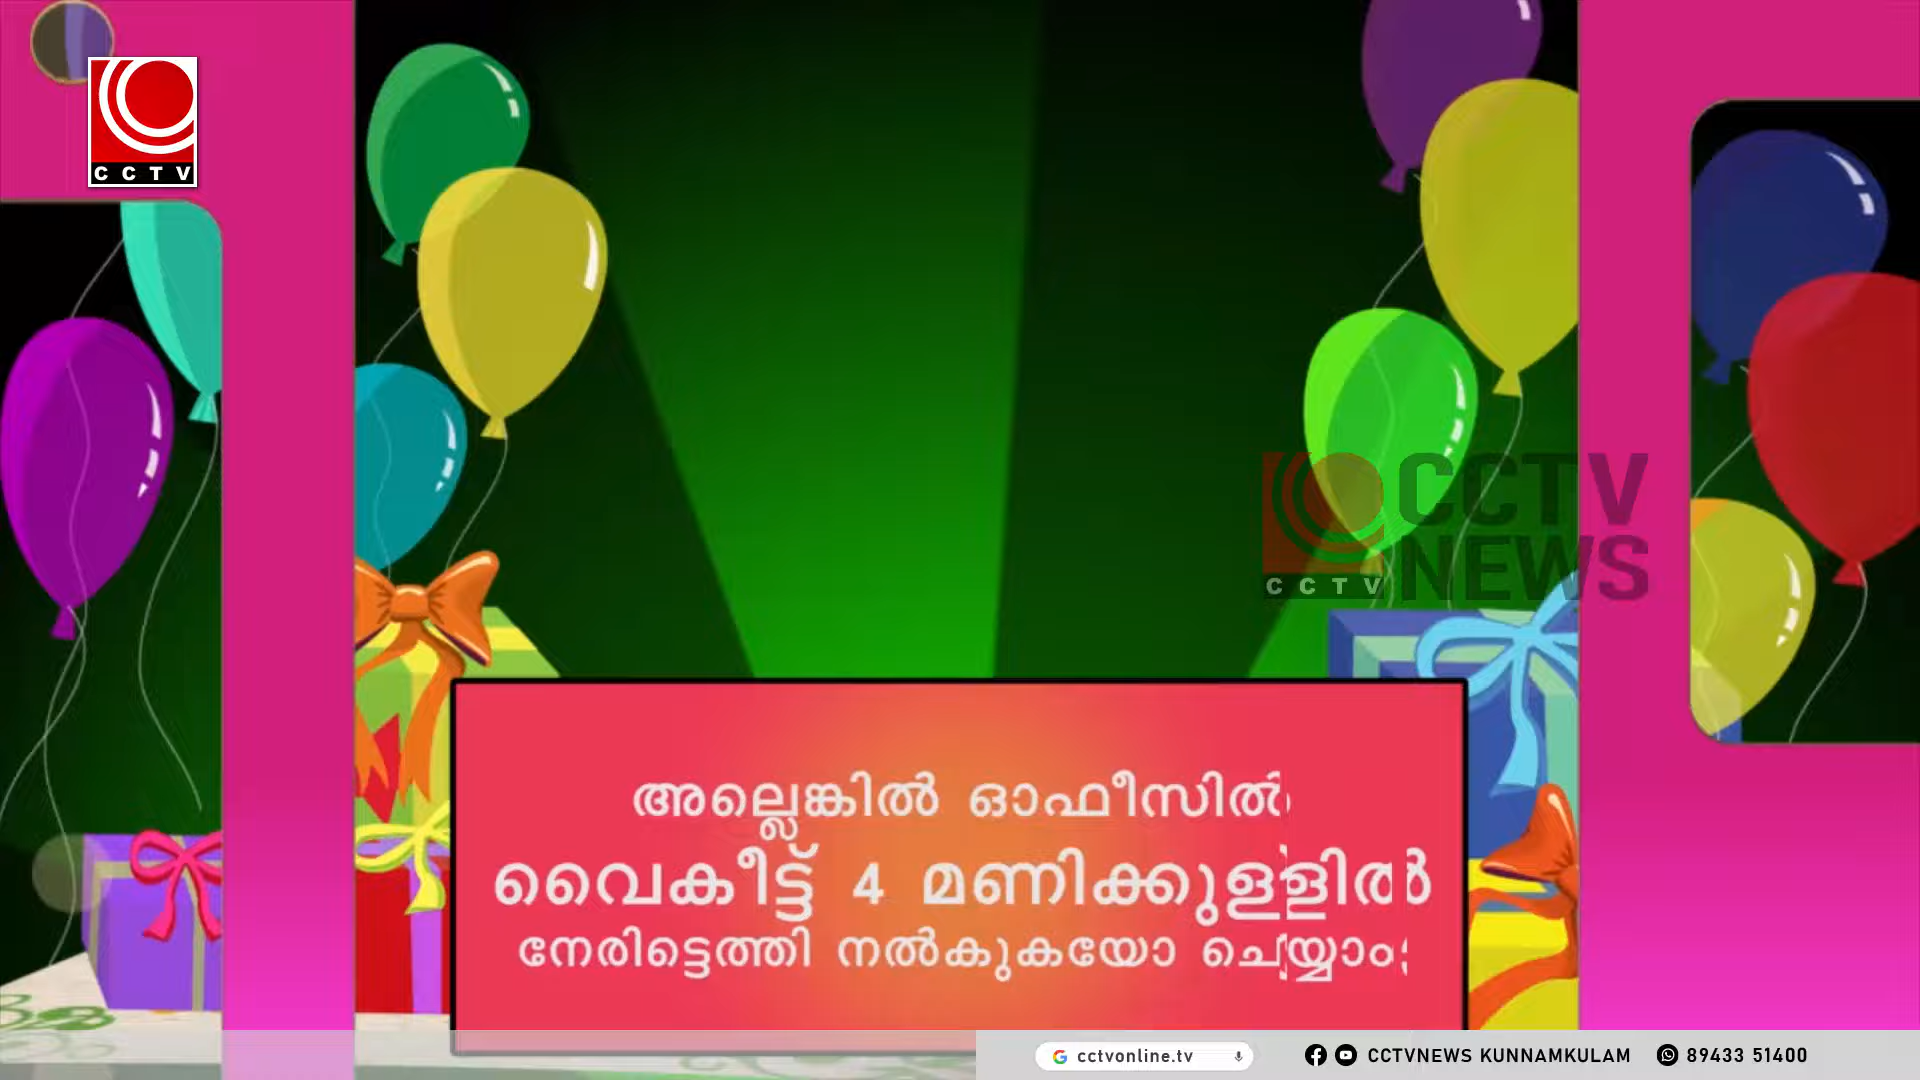 CCTV
CCTV NEWS
CCTV
അല്ലെങ്കിൽ ഓഫീസിൽ
വൈകീട്ട് 4 മണിക്കുള്ളിൽ
നേരിട്ടെത്തി നൽകുകയോ ചെയ്യാം
cctvonline.tv
CCTVNEWS KUNNAMKULAM
89433 51400